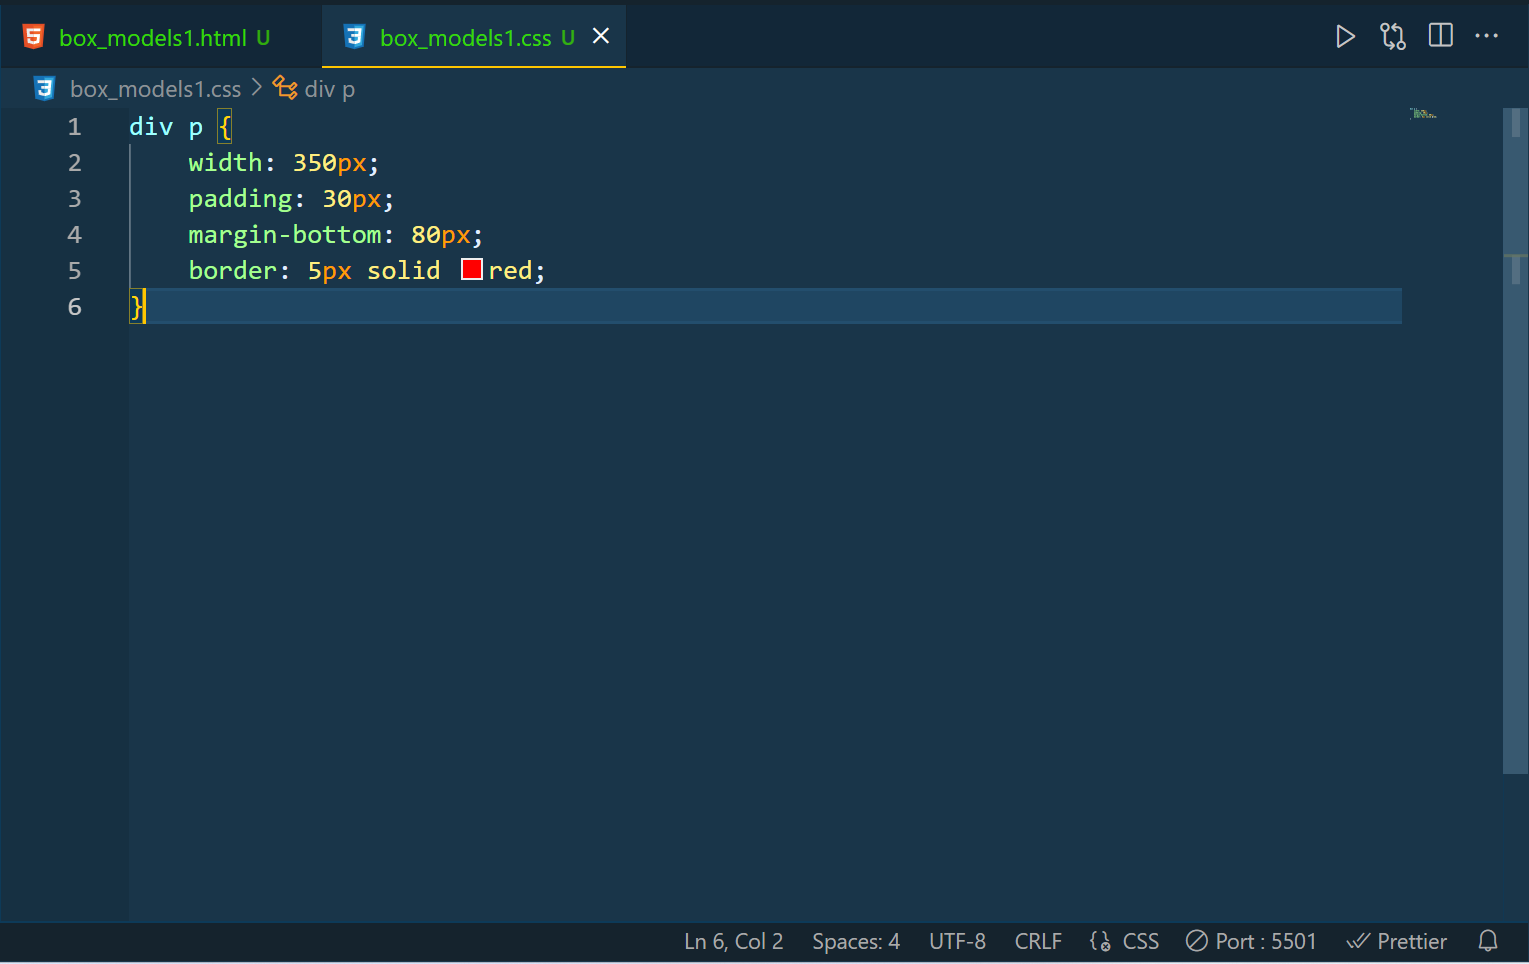 box_models1.html U box_models1.css U
box_models1.css > div p
1 div p {
2 width: 350px;
3 padding: 30px;
4 margin-bottom: 80px;
5 border: 5px solid red;
6 }
Ln 6, Col 2 Spaces: 4 UTF-8 CRLF CSS Port : 5501 Prettier